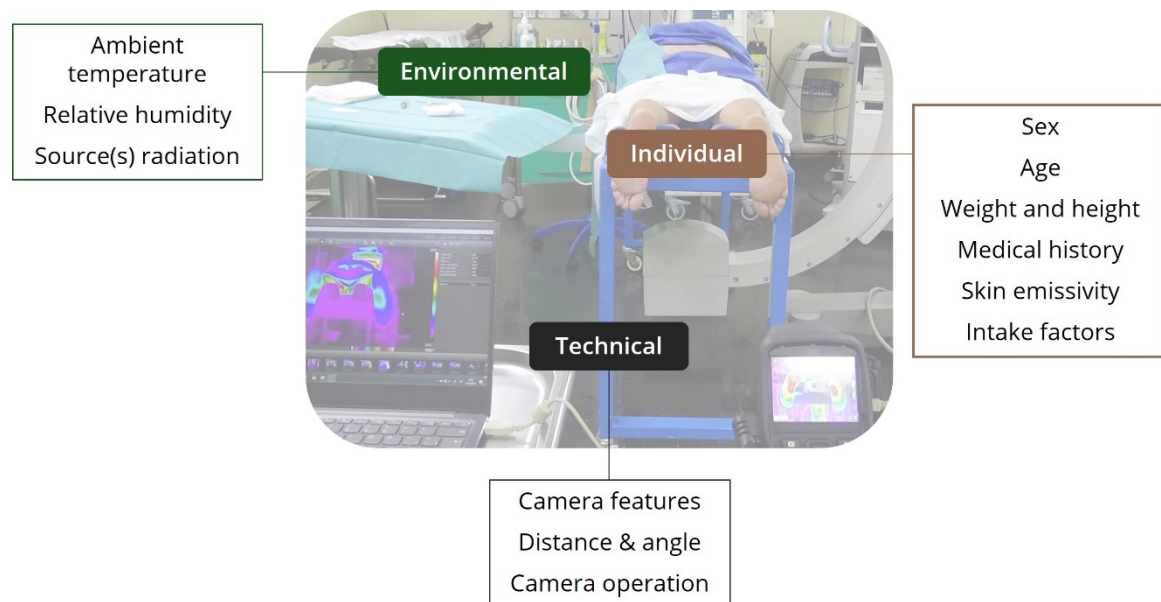 Ambient
temperature
Relative humidity
Source(s) radiation
Environmental
Individual
Sex
Age
Weight and height
Medical history
Skin emissivity
Intake factors
Technical
Camera features
Distance & angle
Camera operation